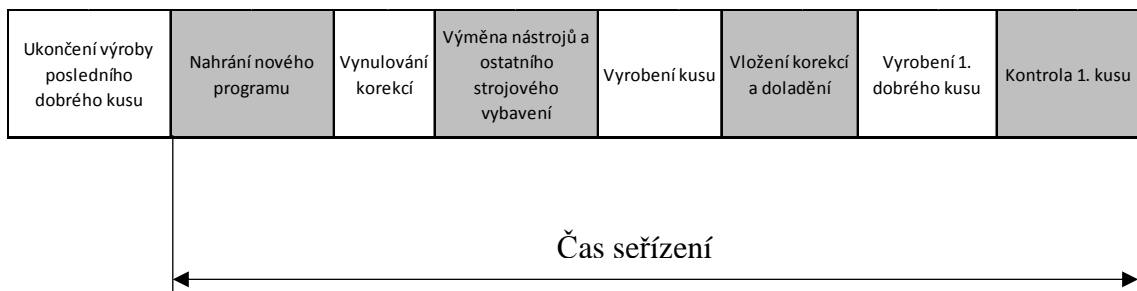 Ukončení výroby
posledního
dobrého kusu
Nahrání nového
programu
Vynulování
korekcí
Výměna nástrojů a
ostatního
strojového
vybavení
Vyrobení kusu
Vložení korekcí
a doladění
Vyrobení 1.
dobrého kusu
Kontrola 1. kusu
Čas seřízení